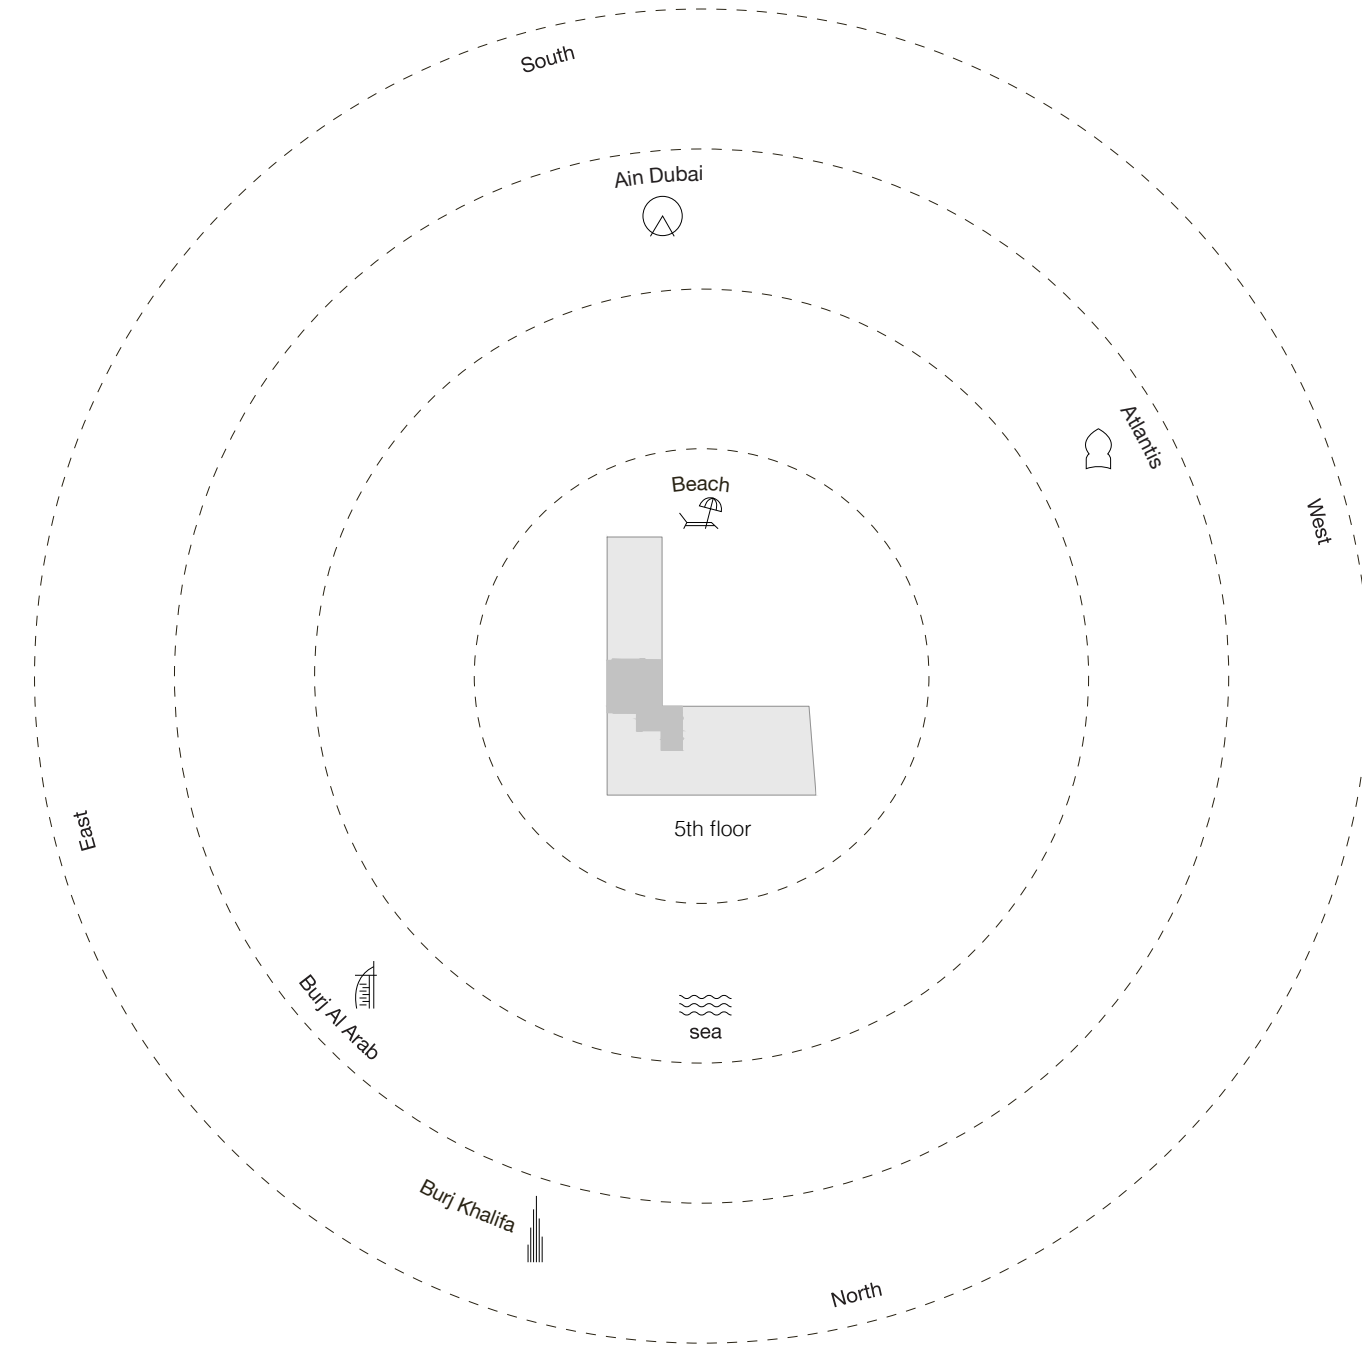 South
Ain Dubai
Atlantis
Beach
West
5th floor
East
Burj Al Arab
sea
Burj Khalifa
North